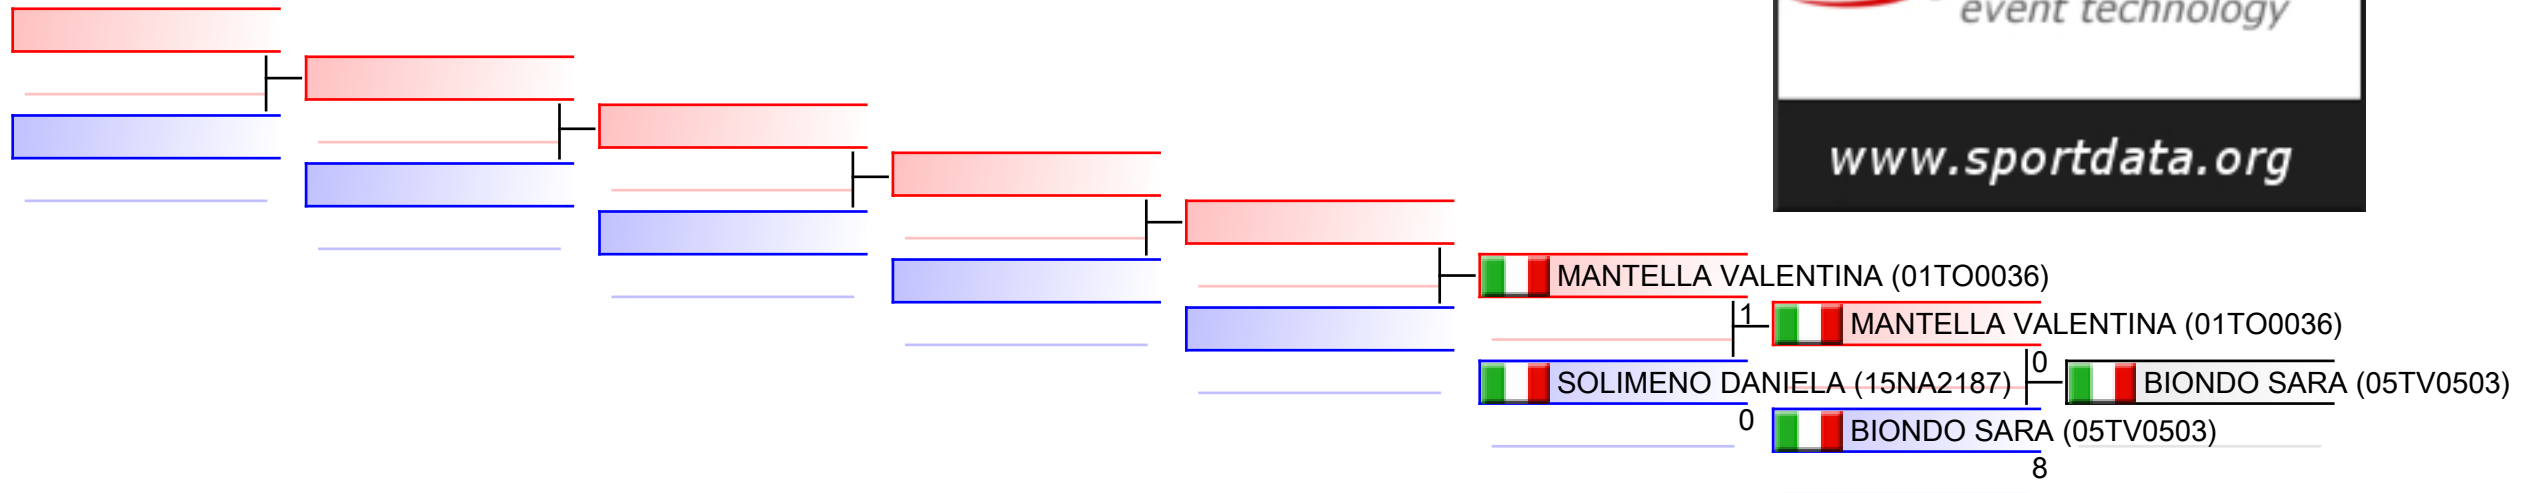 event technology
www.sportdata.org
MANTELLA VALENTINA (01TO0036)
1
MANTELLA VALENTINA (01TO0036)
SOLIMENO DANIELA (15NA2187)
0
0
BIONDO SARA (05TV0503)
BIONDO SARA (05TV0503)
8